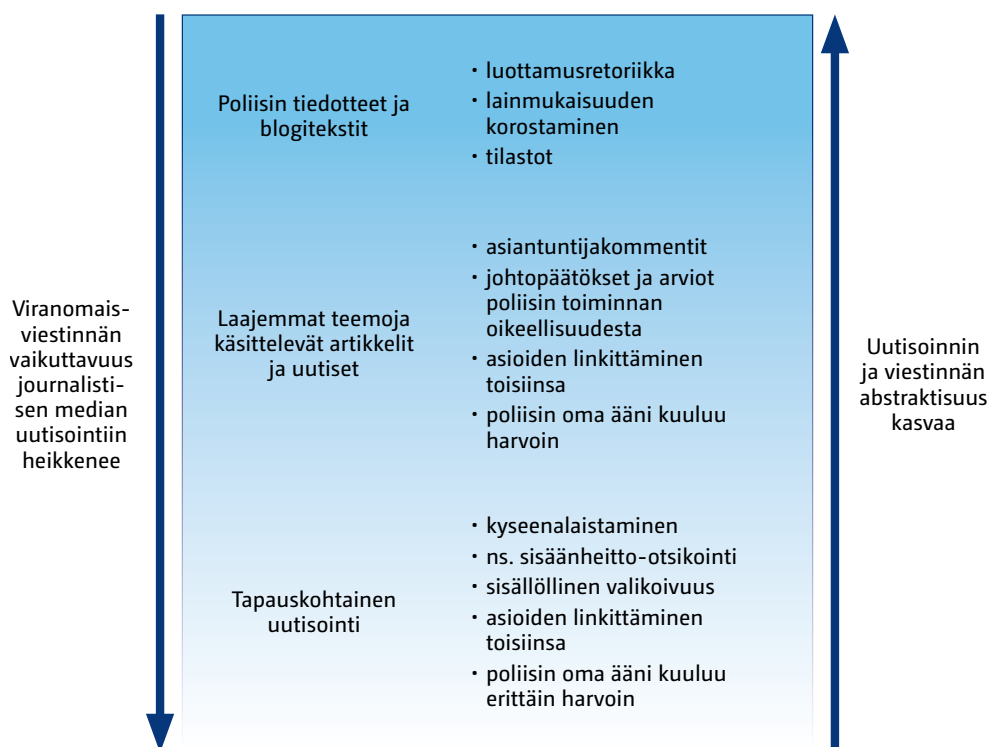 Viranomais-
viestinnän
vaikuttavuus
journalisti-
sen median
uutisointiin
heikkenee
Poliisin tiedotteet ja
blogitekstit
· luottamusretoriikka
· lainmukaisuuden
korostaminen
· tilastot
Laajemmat teemoja
käsittelevät artikkelit
ja uutiset
· asiantuntijakommentit
· johtopäätökset ja arviot
poliisin toiminnan
oikeellisuudesta
· asioiden linkittäminen
toisiinsa
· poliisin oma ääni kuuluu
harvoin
Tapauskohtainen
uutisointi
· kyseenalaistaminen
· ns. sisäänheitto-otsikointi
· sisällöllinen valikoivuus
· asioiden linkittäminen
toisiinsa
· poliisin oma ääni kuuluu
erittäin harvoin
Uutisoinnin
ja viestinnän
abstraktisuus
kasvaa